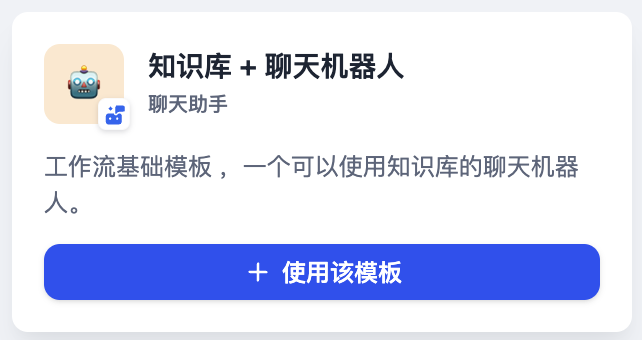 知识库 + 聊天机器人
聊天助手
工作流基础模板 ，一个可以使用知识库的聊天机器
人。
使用该模板